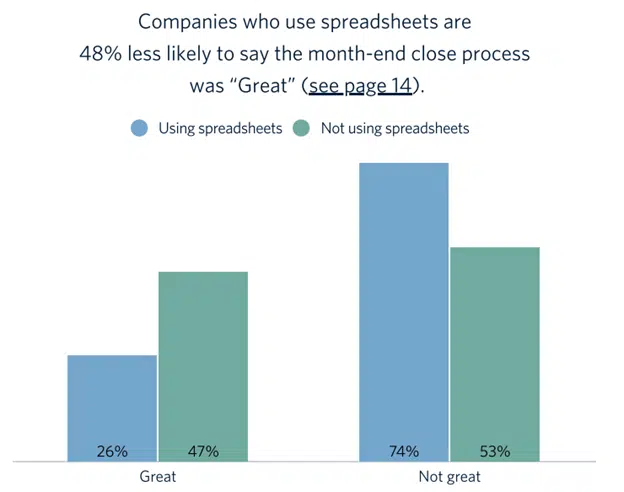 Companies who use spreadsheets are
48% less likely to say the month-end close process
was “Great” (see page 14).
Using spreadsheets Not using spreadsheets
26% 47% 74% 53%
Great Not great